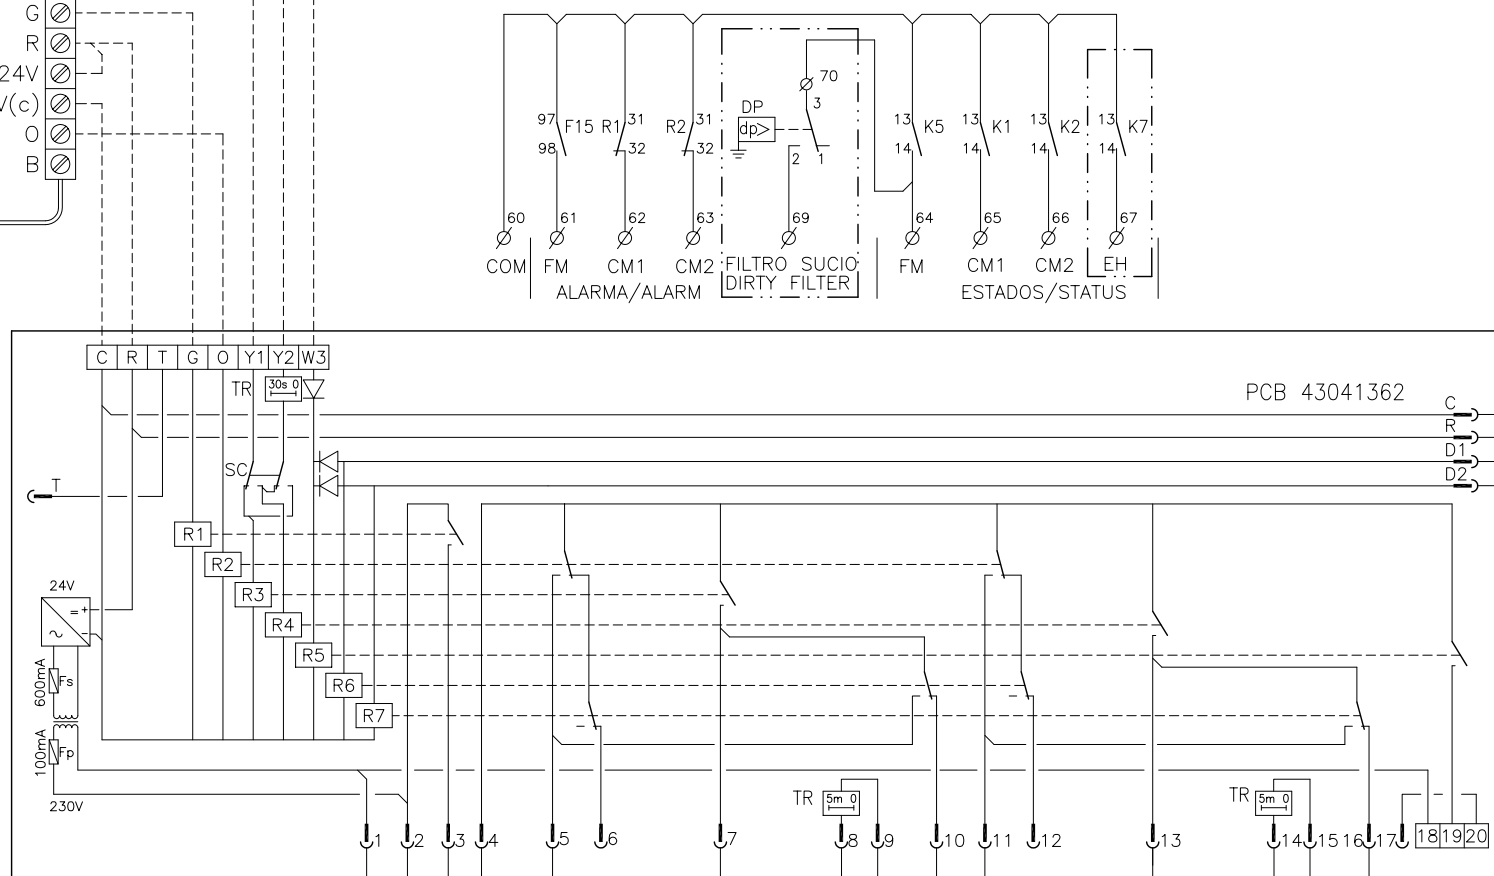 G
R
24V
V(c)
O
B
97 F15 R1 31 R2 31
98 32 32
DP
dp>
70
3
2 1
13 K5 13 K1 13 K2 13 K7
14 14 14 14
60 61 62 63 69 64 65 66 67
COM FM CM1 CM2 FILTRO SUCIO FM CM1 CM2 EH
DIRTY FILTER
ALARMA/ALARM ESTADOS/STATUS
C R T G O Y1 Y2 W3
TR 30s 0
PCB 43041362
C
R
D1
D2
SC
T
R1
R2
R3
R4
R5
R6
R7
24V
= +
~ -
600mA Fs
100mA Fp
230V
TR 5m 0 TR 5m 0
1 2 3 4 5 6 7 8 9 10 11 12 13 14 15 16 17 18 19 20